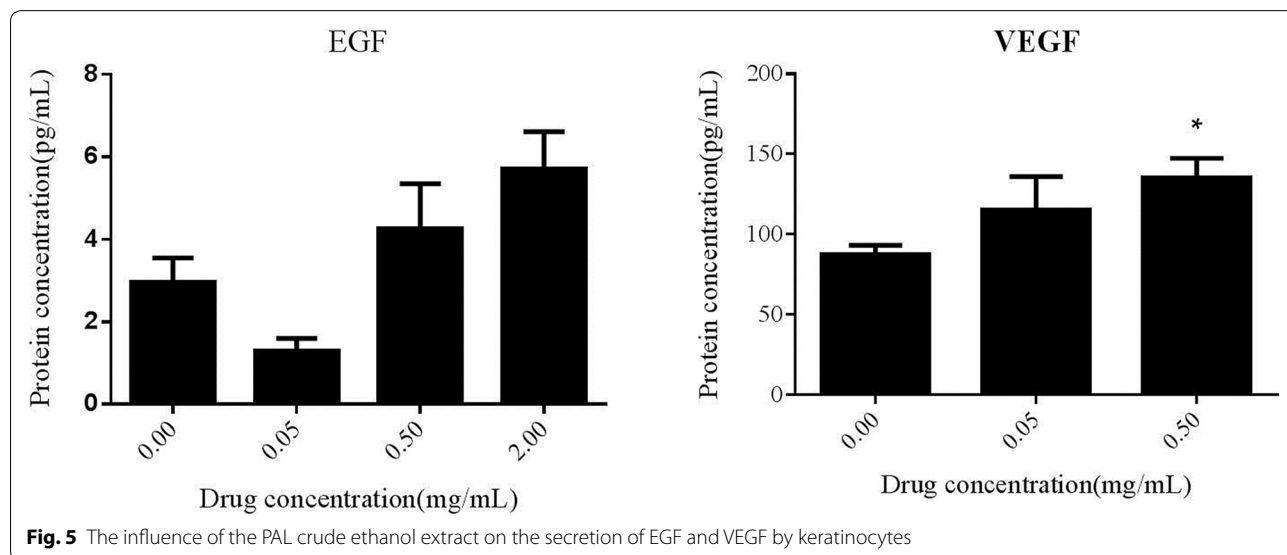 EGF
Protein concentration(pg/mL)
8
6
4
2
0
0.00
0.05
0.50
2.00
Drug concentration(mg/mL)
VEGF
Protein concentration(pg/mL)
200
150
100
50
0
*
0.00
0.05
0.50
Drug concentration(mg/mL)
Fig. 5 The influence of the PAL crude ethanol extract on the secretion of EGF and VEGF by keratinocytes